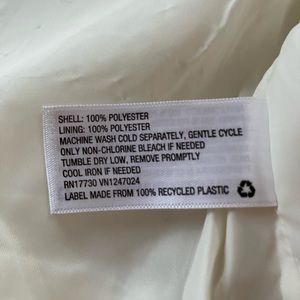 SHELL: 100% POLYESTER
LINING: 100% POLYESTER
MACHINE WASH COLD SEPARATELY, GENTLE CYCLE
ONLY NON-CHLORINE BLEACH IF NEEDED
TUMBLE DRY LOW, REMOVE PROMPTLY
COOL IRON IF NEEDED
RN17730 VN1247024
LABEL MADE FROM 100% RECYCLED PLASTIC